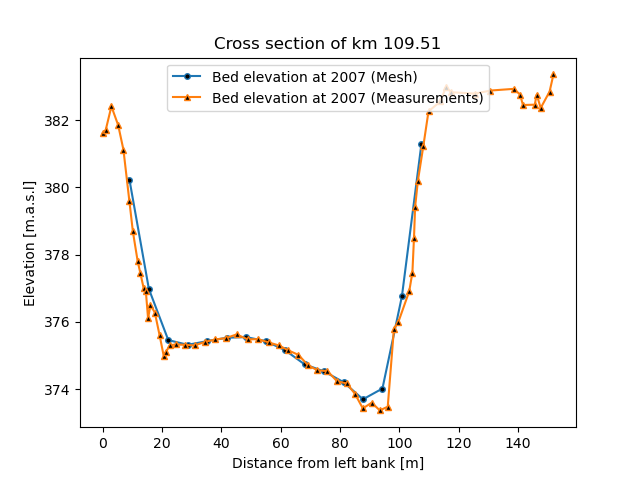 Cross section of km 109.51
Bed elevation at 2007 (Mesh)
Bed elevation at 2007 (Measurements)
Elevation [m.a.s.l]
382
380
378
376
374
0 20 40 60 80 100 120 140
Distance from left bank [m]